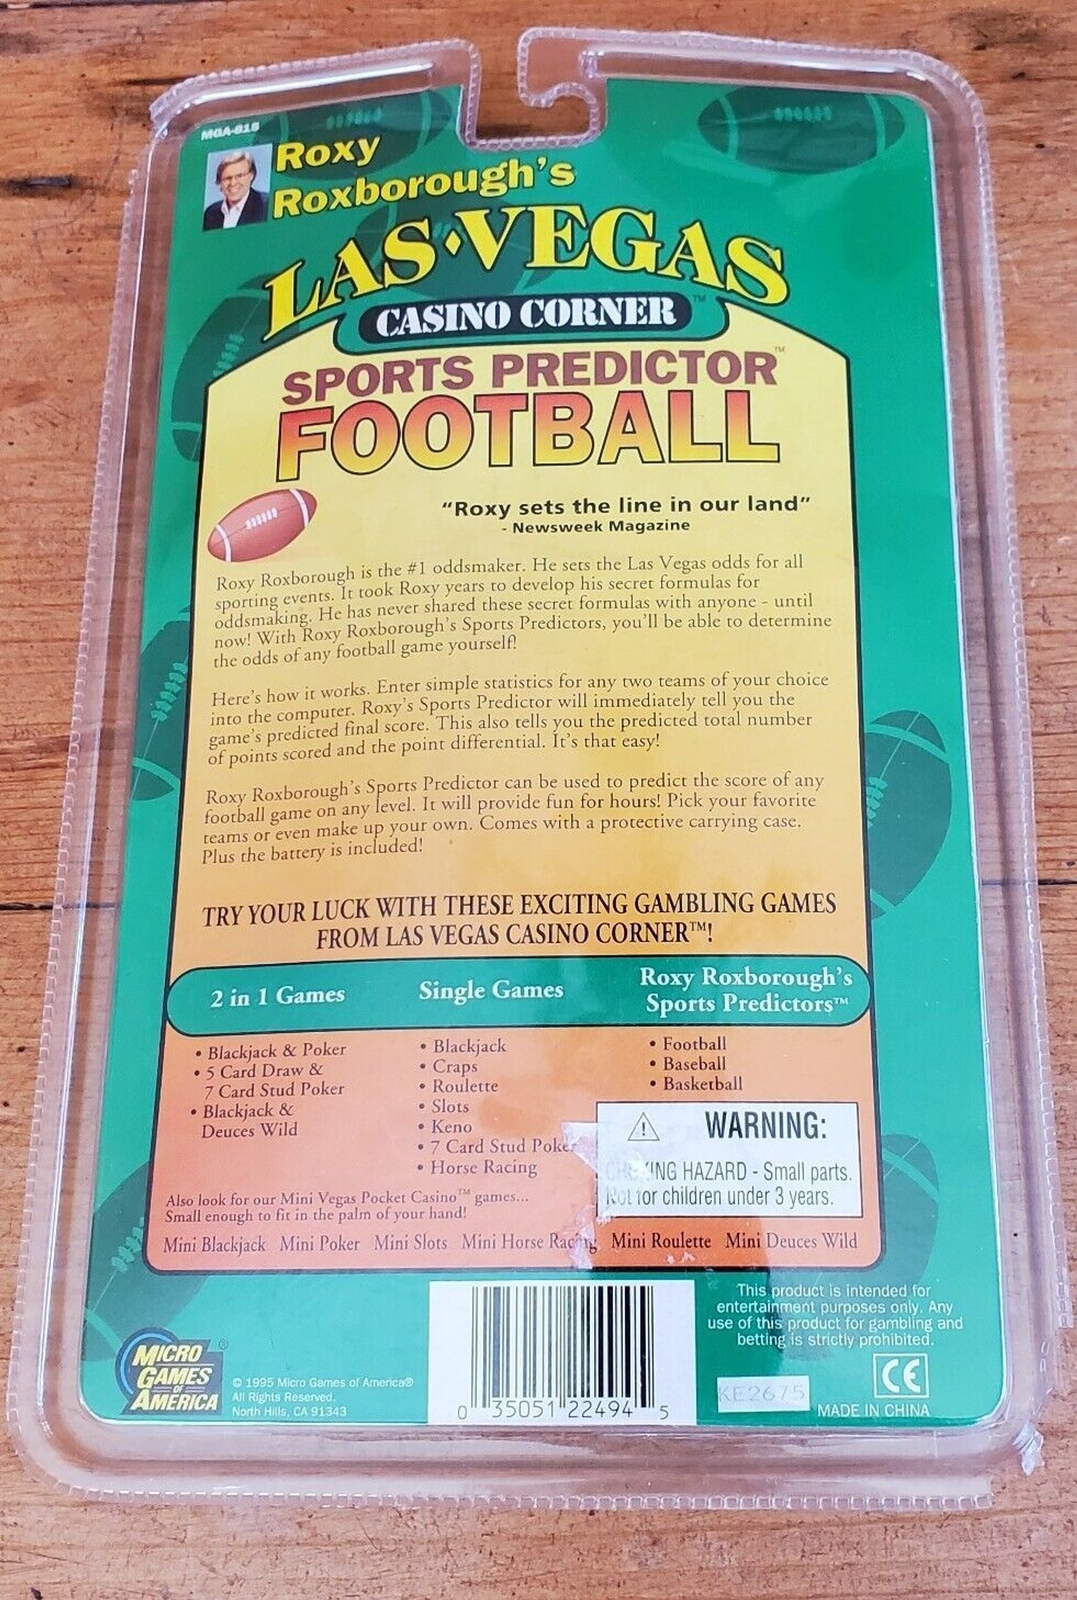 MGA-815
Roxy
Roxborough's
LAS•VEGAS
CASINO CORNER™
SPORTS PREDICTOR™
FOOTBALL
"Roxy sets the line in our land"
- Newsweek Magazine
Roxy Roxborough is the #1 oddsmaker. He sets the Las Vegas odds for all
sporting events. It took Roxy years to develop his secret formulas for
oddsmaking. He has never shared these secret formulas with anyone - until
now! With Roxy Roxborough's Sports Predictors, you'll be able to determine
the odds of any football game yourself!
Here's how it works. Enter simple statistics for any two teams of your choice
into the computer. Roxy's Sports Predictor will immediately tell you the
game's predicted final score. This also tells you the predicted total number
of points scored and the point differential. It's that easy!
Roxy Roxborough's Sports Predictor can be used to predict the score of any
football game on any level. It will provide fun for hours! Pick your favorite
teams or even make up your own. Comes with a protective carrying case.
Plus the battery is included!
TRY YOUR LUCK WITH THESE EXCITING GAMBLING GAMES
FROM LAS VEGAS CASINO CORNER™!
2 in 1 Games
• Blackjack & Poker
• 5 Card Draw &
7 Card Stud Poker
• Blackjack &
Deuces Wild
Single Games
• Blackjack
• Craps
• Roulette
• Slots
• Keno
• 7 Card Stud Poker
• Horse Racing
Roxy Roxborough's
Sports Predictors™
• Football
• Baseball
• Basketball
WARNING:
CHOKING HAZARD - Small parts.
Not for children under 3 years.
Also look for our Mini Vegas Pocket Casino™ games...
Small enough to fit in the palm of your hand!
Mini Blackjack Mini Poker Mini Slots Mini Horse Racing Mini Roulette Mini Deuces Wild
MICRO
GAMES
OF
AMERICA®
© 1995 Micro Games of America®
All Rights Reserved.
North Hills, CA 91343
0 35051 22494 5
This product is intended for
entertainment purposes only. Any
use of this product for gambling and
betting is strictly prohibited.
CE
KE2675
MADE IN CHINA